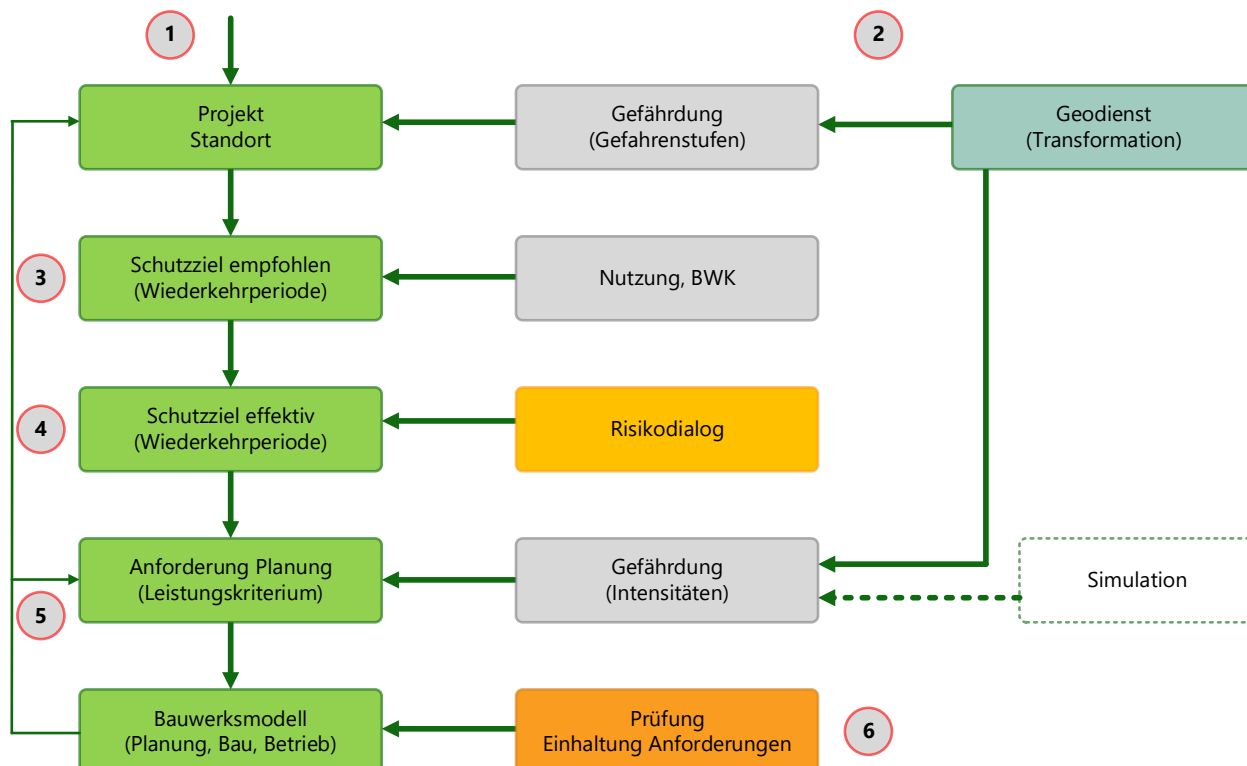 1
2
Projekt
Standort
Gefährdung
(Gefahrenstufen)
Geodienst
(Transformation)
3
Schutzziel empfohlen
(Wiederkehrperiode)
Nutzung, BWK
4
Schutzziel effektiv
(Wiederkehrperiode)
Risikodialog
Anforderung Planung
(Leistungskriterium)
Gefährdung
(Intensitäten)
Simulation
5
Bauwerksmodell
(Planung, Bau, Betrieb)
Prüfung
Einhaltung Anforderungen
6